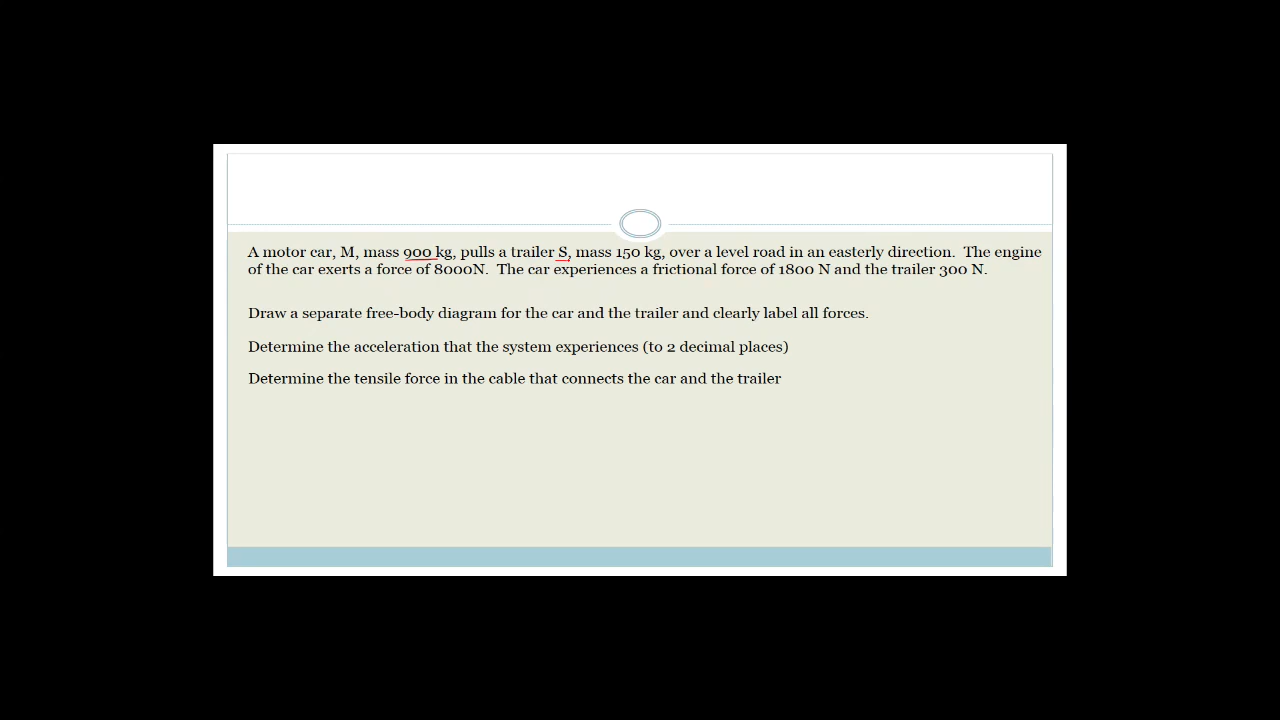 A motor car, M, mass 900 kg, pulls a trailer S, mass 150 kg, over a level road in an easterly direction.  The engine
of the car exerts a force of 8000N.  The car experiences a frictional force of 1800 N and the trailer 300 N.
Draw a separate free-body diagram for the car and the trailer and clearly label all forces.
Determine the acceleration that the system experiences (to 2 decimal places)
Determine the tensile force in the cable that connects the car and the trailer